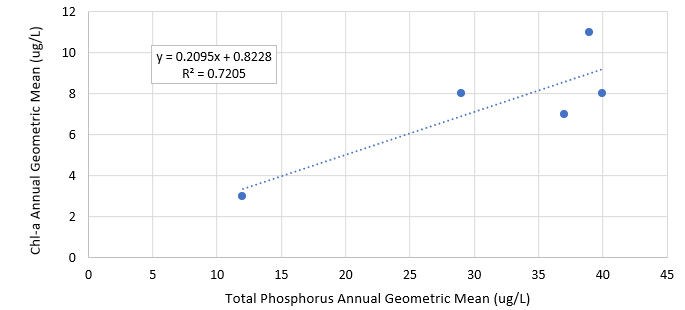 12
10
8
6
4
2
0
y = 0.2095x + 0.8228
R² = 0.7205
Chl-a Annual Geometric Mean (ug/L)
0 5 10 15 20 25 30 35 40 45
Total Phosphorus Annual Geometric Mean (ug/L)